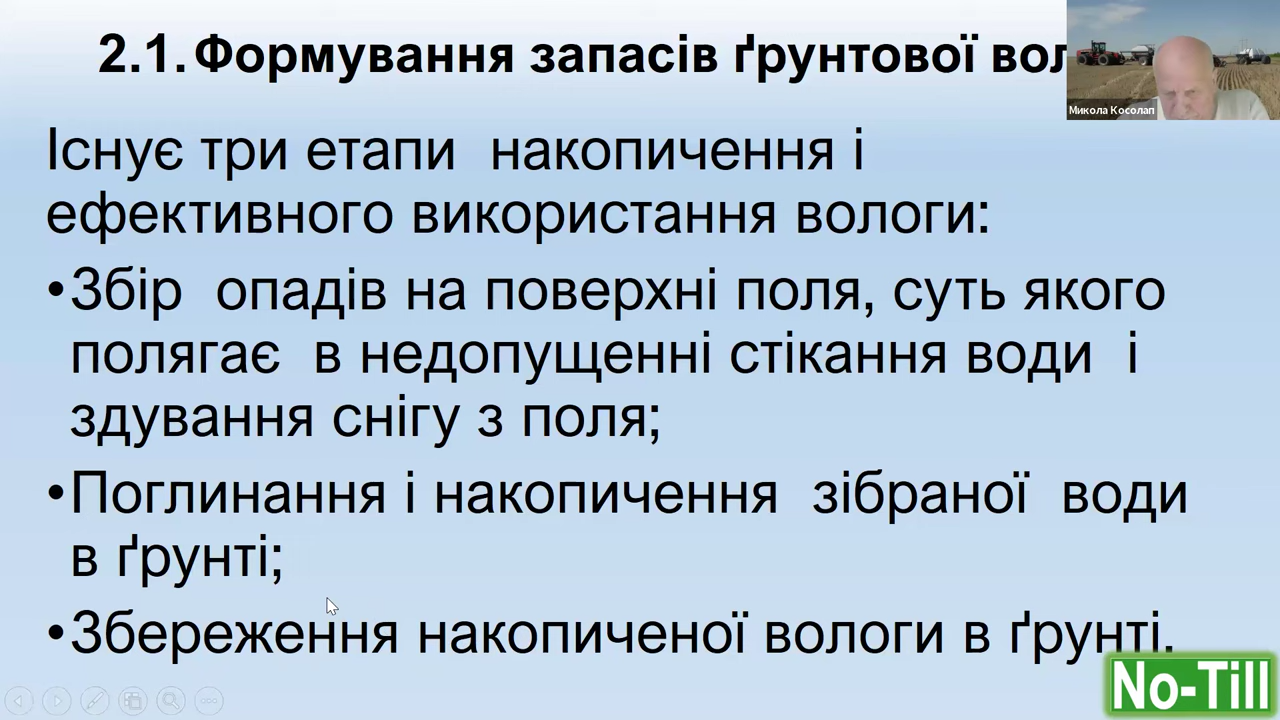 2.1. Формування запасів ґрунтової вол
Микола Косолап
Існує три етапи накопичення і
ефективного використання вологи:
•Збір опадів на поверхні поля, суть якого
полягає в недопущенні стікання води і
здування снігу з поля;
•Поглинання і накопичення зібраної води
в ґрунті;
•Збереження накопиченої вологи в ґрунті.
No-Till